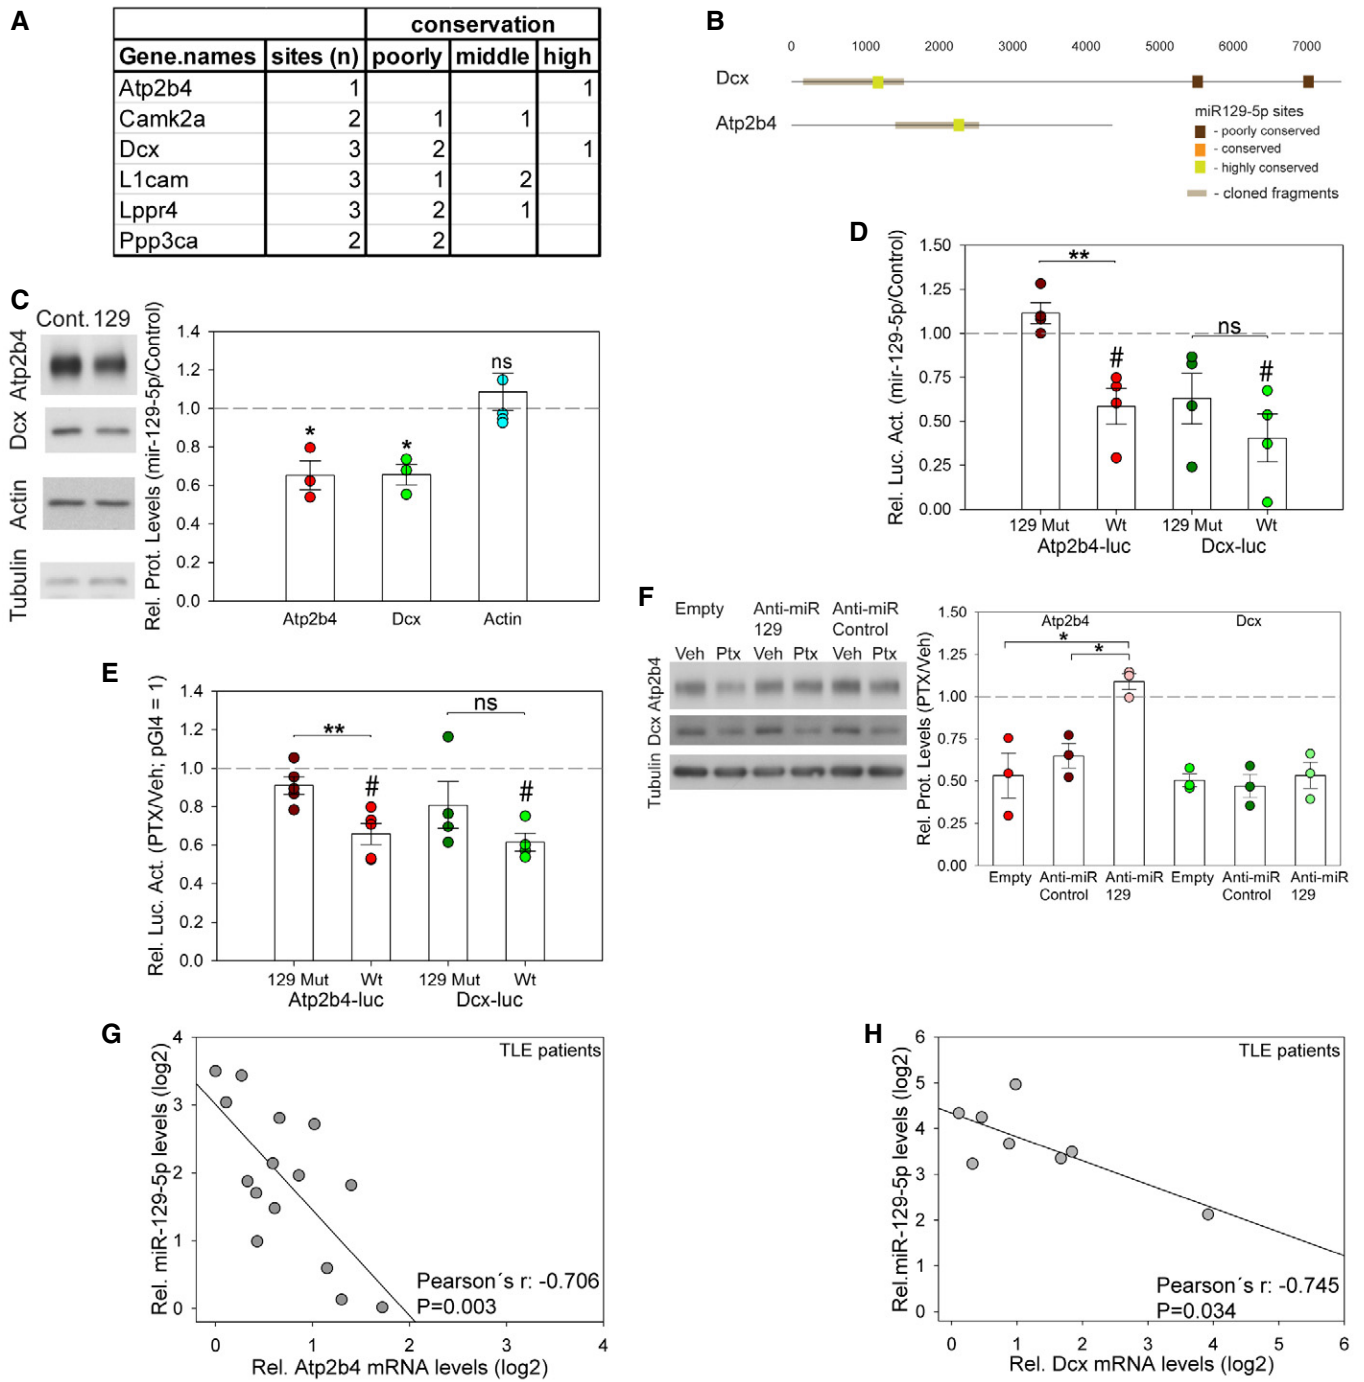 A
conservation
Gene.names sites (n) poorly middle high
Atp2b4 1 1
Camk2a 2 1 1
Dcx 3 2 1
L1cam 3 1 2
Lppr4 3 2 1
Ppp3ca 2 2
B
0 1000 2000 3000 4000 5000 6000 7000
Dcx
Atp2b4
miR129-5p sites
- poorly conserved
- conserved
- highly conserved
- cloned fragments
C
Cont. 129
Atp2b4
Dcx
Actin
Tubulin
Rel. Prot. Levels (mir-129-5p/Control)
1.4
1.2
1.0
0.8
0.6
0.4
0.2
0.0
* * ns
Atp2b4 Dcx Actin
D
Rel. Luc. Act. (mir-129-5p/Control)
1.50
1.25
1.00
0.75
0.50
0.25
0.00
** ns
# #
129 Mut Wt 129 Mut Wt
Atp2b4-luc Dcx-luc
E
Rel. Luc. Act. (PTX/Veh; pGl4 = 1)
1.4
1.2
1.0
0.8
0.6
0.4
0.2
0.0
** ns
# #
129 Mut Wt 129 Mut Wt
Atp2b4-luc Dcx-luc
F
Empty Anti-miR 129 Anti-miR Control
Veh Ptx Veh Ptx Veh Ptx
Atp2b4
Dcx
Tubulin
Rel. Prot. Levels (PTX/Veh)
1.50
1.25
1.00
0.75
0.50
0.25
0.00
Atp2b4 Dcx
* *
Empty Anti-miR Control Anti-miR 129 Empty Anti-miR Control Anti-miR 129
G
TLE patients
Rel. miR-129-5p levels (log2)
4
3
2
1
0
Pearson´s r: -0.706
P=0.003
0 1 2 3 4
Rel. Atp2b4 mRNA levels (log2)
H
TLE patients
Rel.miR-129-5p levels (log2)
6
5
4
3
2
1
0
Pearson´s r: -0.745
P=0.034
0 1 2 3 4 5 6
Rel. Dcx mRNA levels (log2)